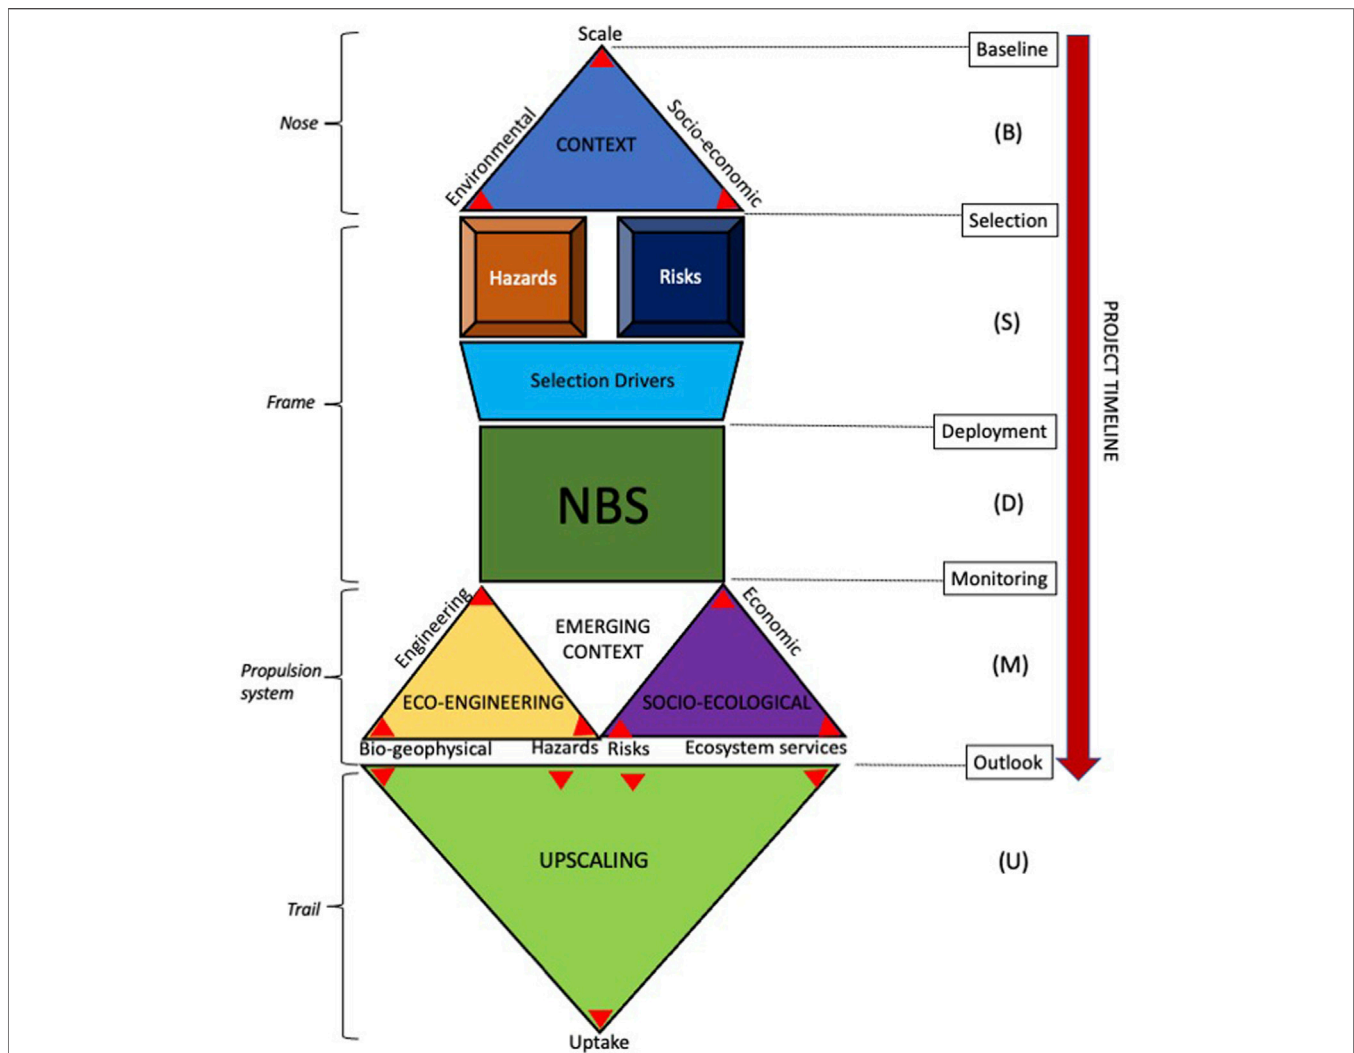 Scale
Baseline
Nose
Environmental
CONTEXT
Socio-economic
(B)
Selection
Hazards
Risks
(S)
PROJECT TIMELINE
Selection Drivers
Frame
Deployment
NBS
(D)
Monitoring
Engineering
EMERGING
CONTEXT
Economic
Propulsion
system
(M)
ECO-ENGINEERING
SOCIO-ECOLOGICAL
Bio-geophysical
Hazards
Risks
Ecosystem services
Outlook
UPSCALING
(U)
Trail
Uptake